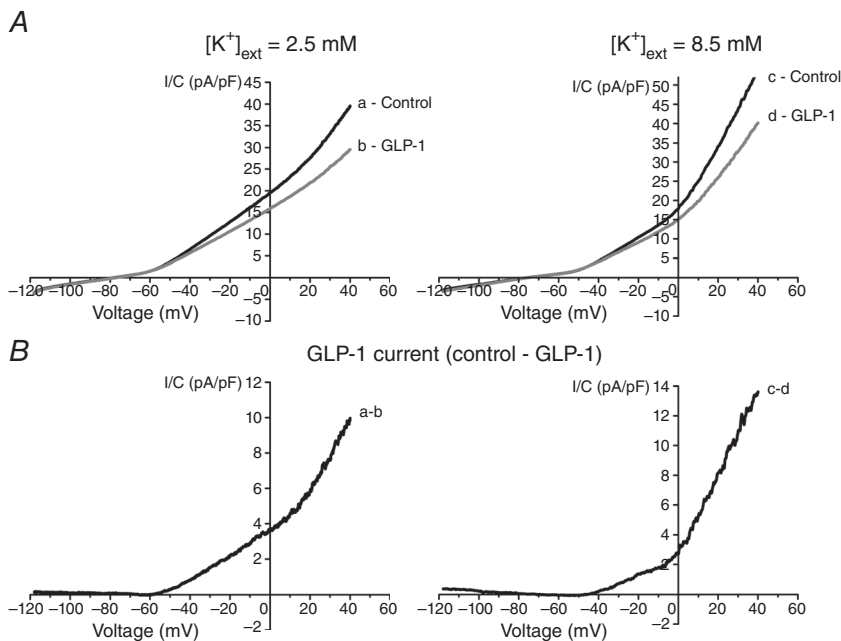 A
[K+]ext = 2.5 mM
[K+]ext = 8.5 mM
I/C (pA/pF)
45
40
35
30
25
20
15
10
5
−5
−10
a - Control
b - GLP-1
−120 −100 −80 −60 −40 −20 0 20 40 60
Voltage (mV)
I/C (pA/pF)
50
45
40
35
30
25
20
15
10
5
−5
−10
c - Control
d - GLP-1
−120 −100 −80 −60 −40 −20 0 20 40 60
Voltage (mV)
B
GLP-1 current (control - GLP-1)
I/C (pA/pF)
12
10
8
6
4
2
−2
a-b
−120 −100 −80 −60 −40 −20 0 20 40 60
Voltage (mV)
I/C (pA/pF)
14
12
10
8
6
4
2
−2
c-d
−120 −100 −80 −60 −40 −20 0 20 40 60
Voltage (mV)